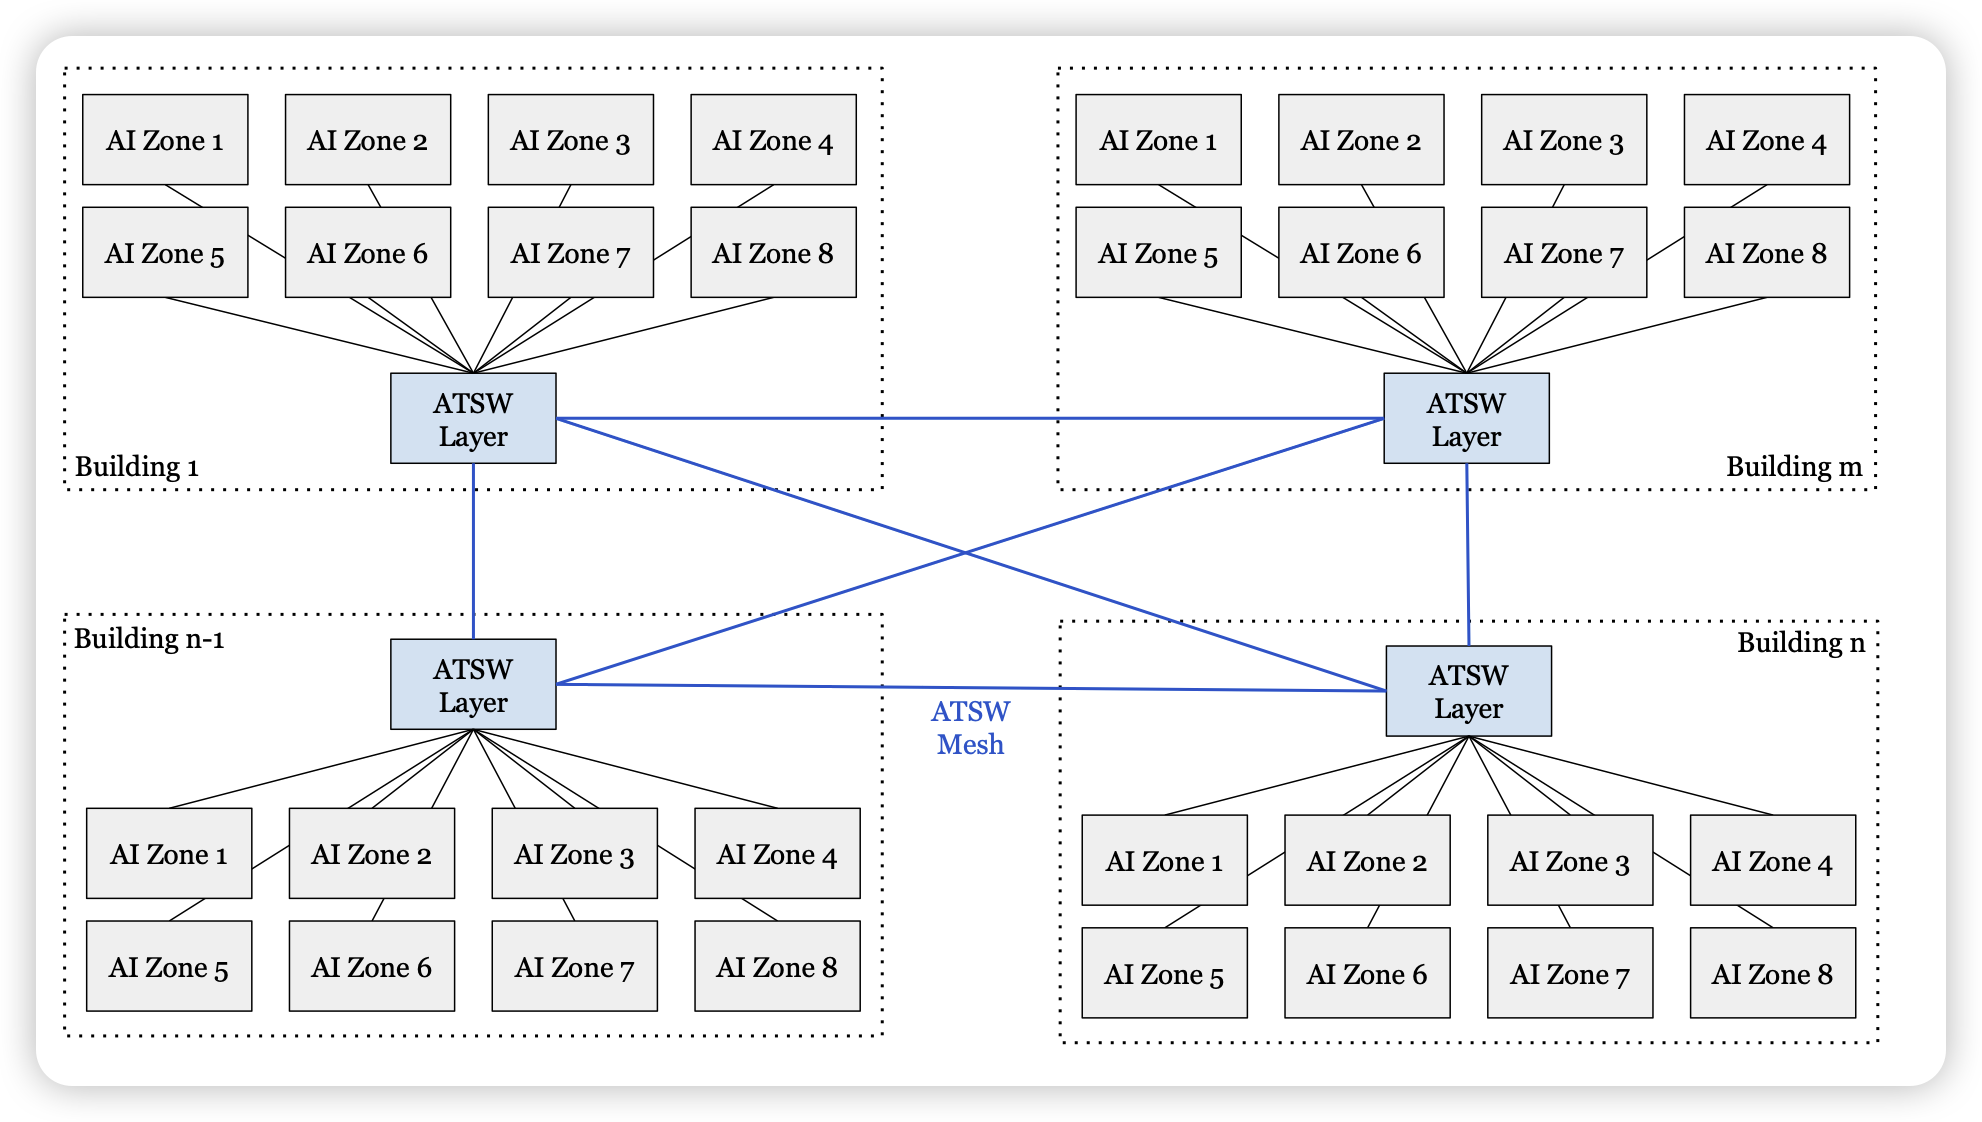 AI Zone 1
AI Zone 2
AI Zone 3
AI Zone 4
AI Zone 5
AI Zone 6
AI Zone 7
AI Zone 8
ATSW
Layer
Building 1
AI Zone 1
AI Zone 2
AI Zone 3
AI Zone 4
AI Zone 5
AI Zone 6
AI Zone 7
AI Zone 8
ATSW
Layer
Building m
Building n-1
ATSW
Layer
AI Zone 1
AI Zone 2
AI Zone 3
AI Zone 4
AI Zone 5
AI Zone 6
AI Zone 7
AI Zone 8
ATSW
Mesh
Building n
ATSW
Layer
AI Zone 1
AI Zone 2
AI Zone 3
AI Zone 4
AI Zone 5
AI Zone 6
AI Zone 7
AI Zone 8